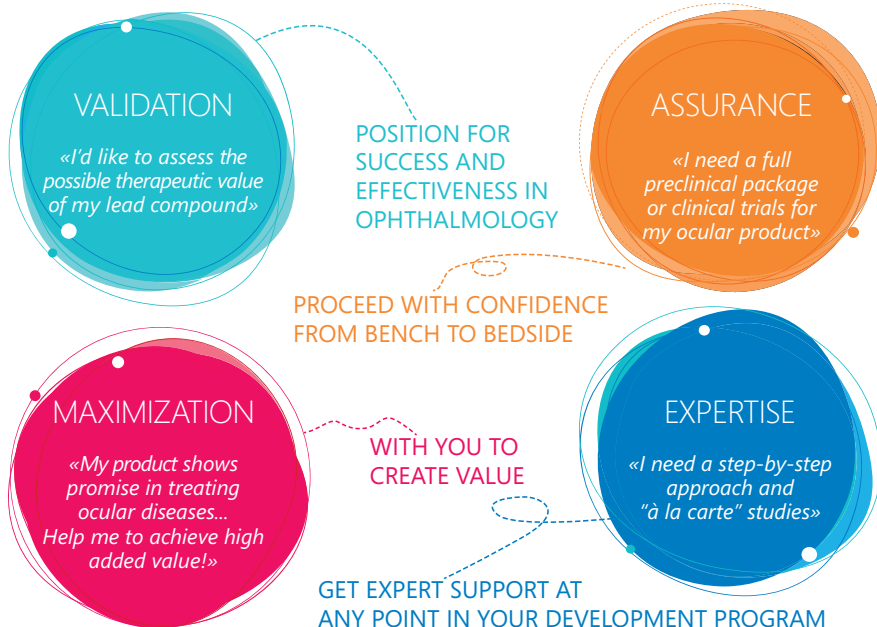 VALIDATION
«I'd like to assess the
possible therapeutic value
of my lead compound»
POSITION FOR
SUCCESS AND
EFFECTIVENESS IN
OPHTHALMOLOGY
ASSURANCE
«I need a full
preclinical package
or clinical trials for
my ocular product»
PROCEED WITH CONFIDENCE
FROM BENCH TO BEDSIDE
MAXIMIZATION
«My product shows
promise in treating
ocular diseases...
Help me to achieve high
added value!»
WITH YOU TO
CREATE VALUE
EXPERTISE
«I need a step-by-step
approach and
“à la carte” studies»
GET EXPERT SUPPORT AT
ANY POINT IN YOUR DEVELOPMENT PROGRAM